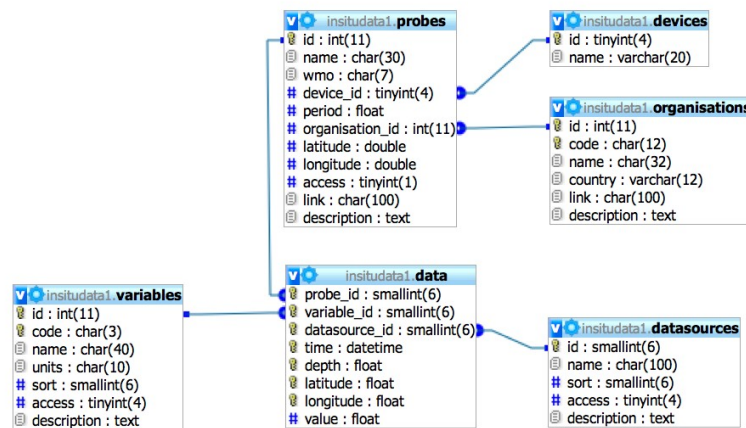 insitudata1.probes
id : int(11)
name : char(30)
wmo : char(7)
# device_id : tinyint(4)
# period : float
# organisation_id : int(11)
# latitude : double
# longitude : double
# access : tinyint(1)
link : char(100)
description : text
insitudata1.devices
id : tinyint(4)
name : varchar(20)
insitudata1.organisations
id : int(11)
code : char(12)
name : char(32)
country : varchar(12)
link : char(100)
description : text
insitudata1.variables
id : int(11)
code : char(3)
name : char(40)
units : char(10)
# sort : smallint(6)
# access : tinyint(4)
description : text
insitudata1.data
probe_id : smallint(6)
variable_id : smallint(6)
datasource_id : smallint(6)
time : datetime
depth : float
latitude : float
longitude : float
# value : float
insitudata1.datasources
id : smallint(6)
name : char(100)
# sort : smallint(6)
# access : tinyint(4)
description : text